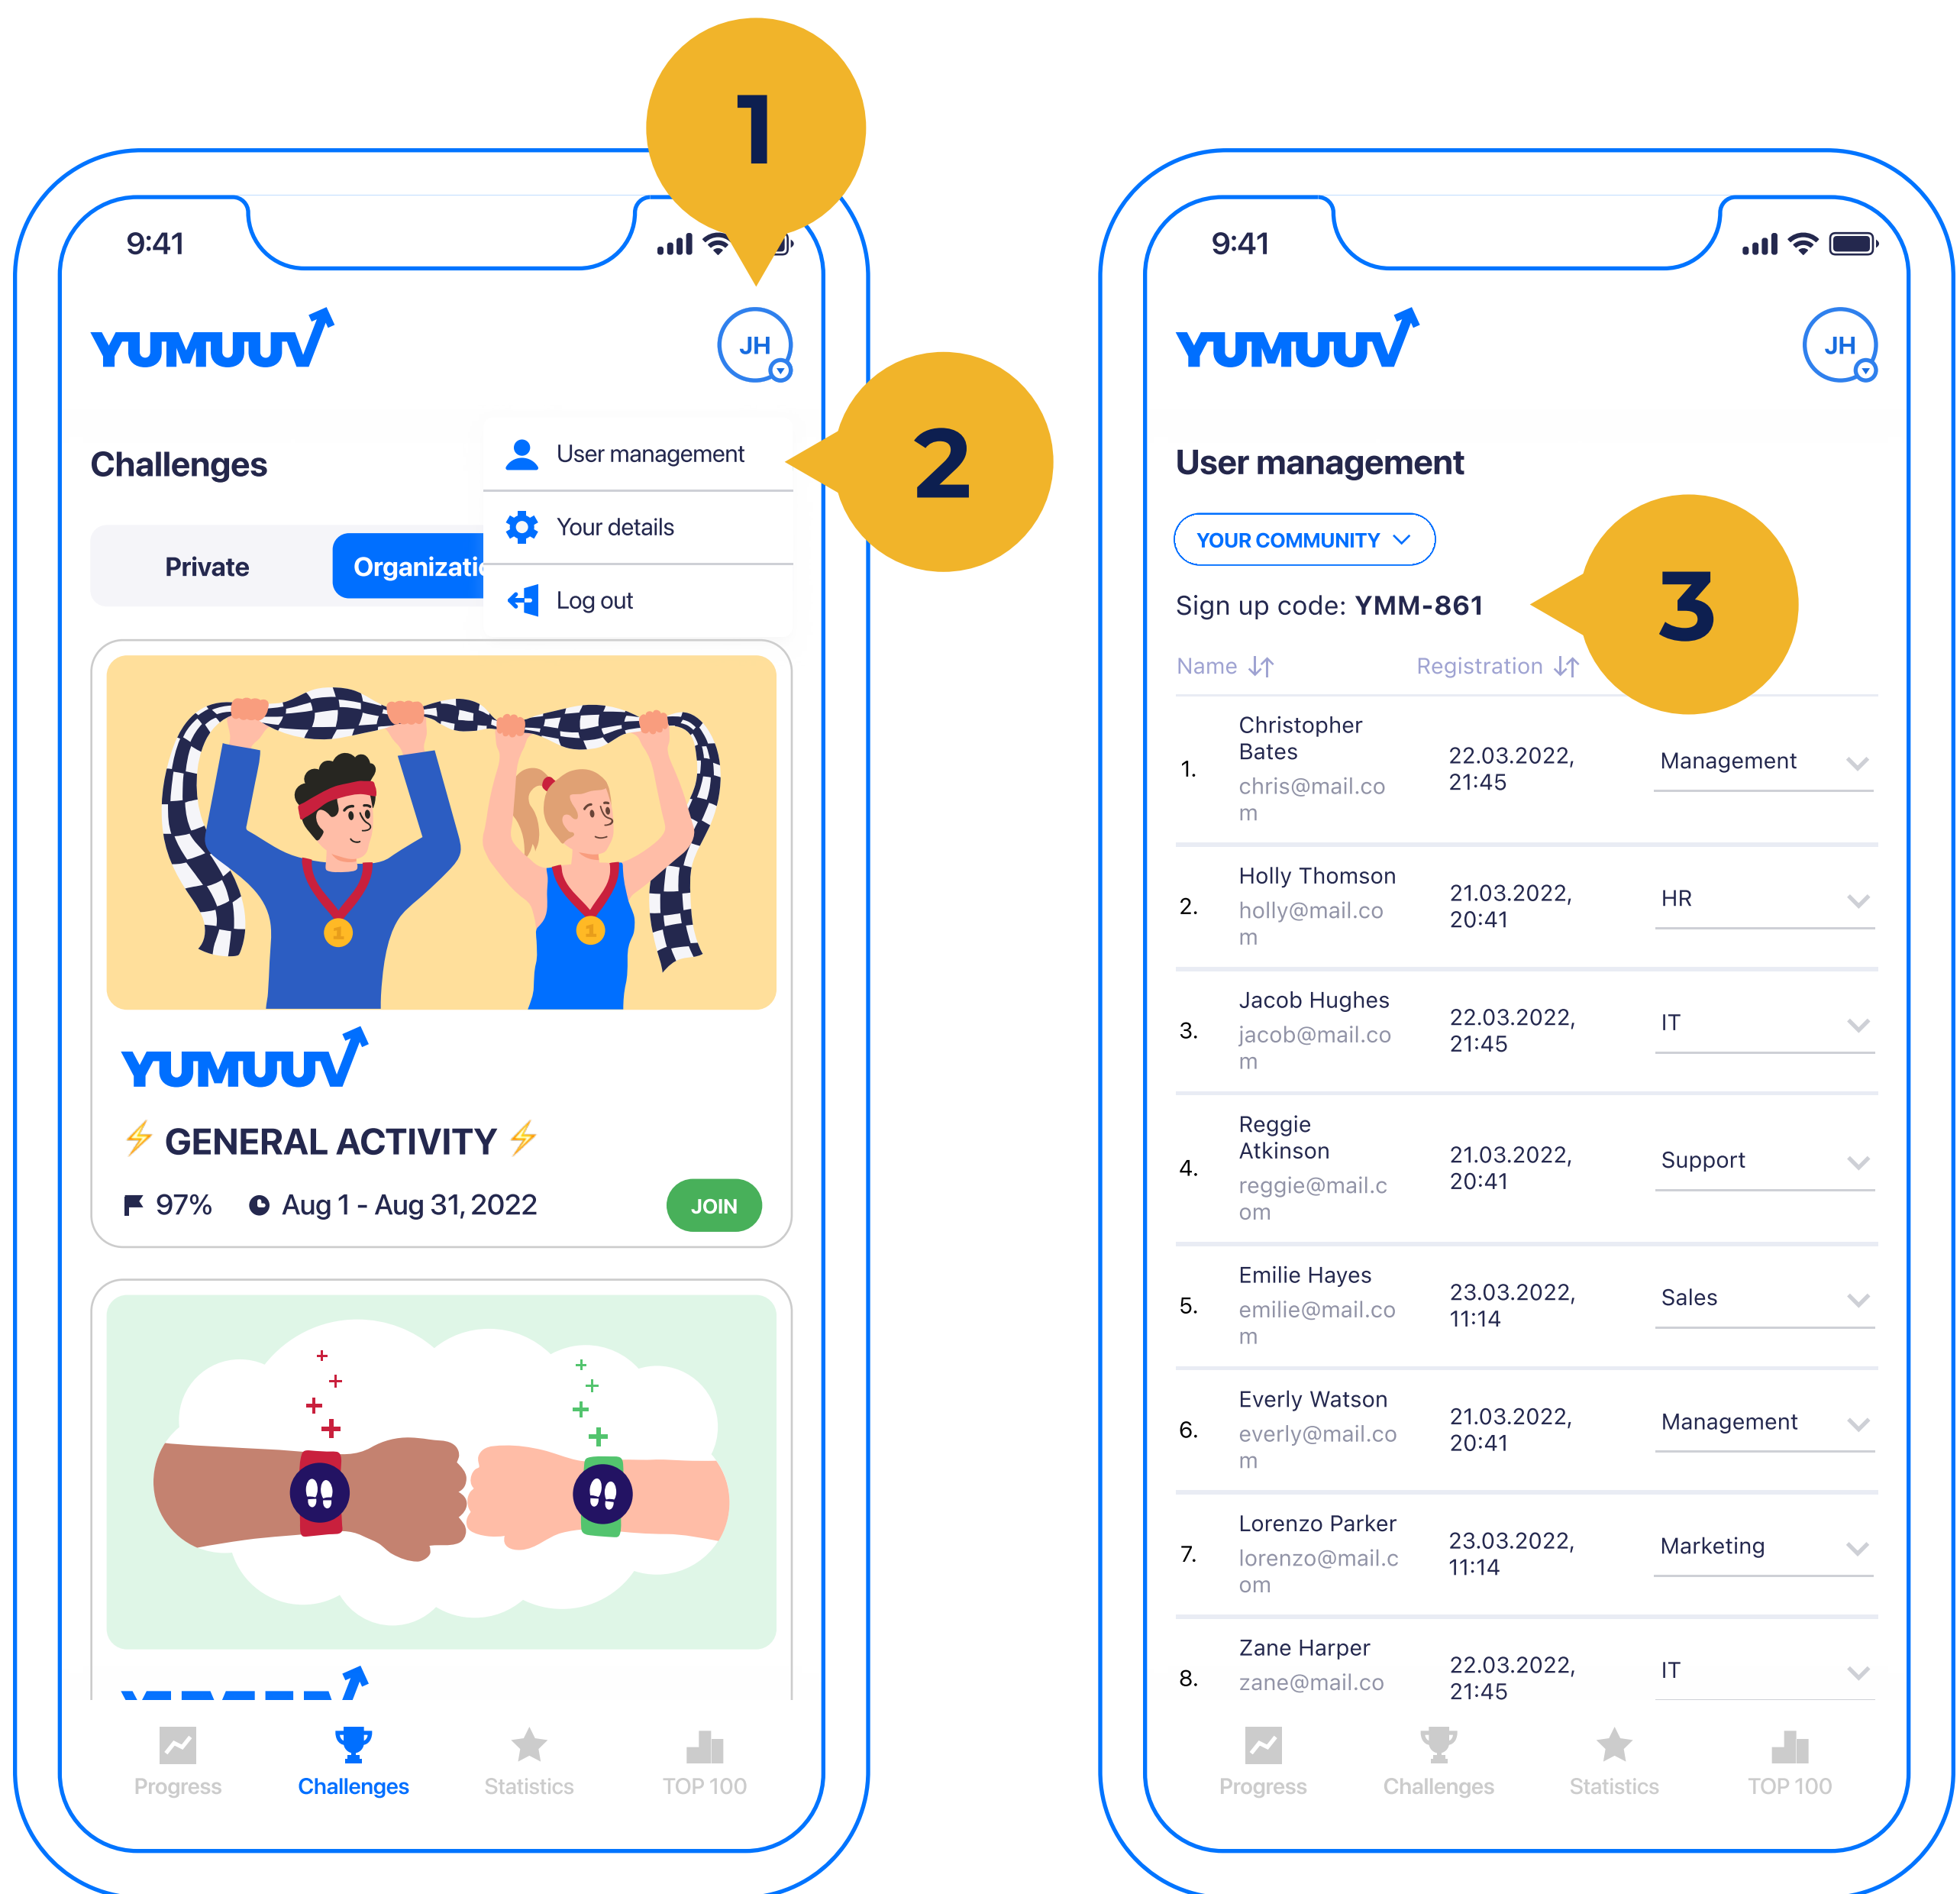 1
9:41
YUMUUV
JH
2
Challenges
User management
Private
Organizatio
Your details
Log out
1
1
YUMUUV
⚡ GENERAL ACTIVITY ⚡
97%
Aug 1 - Aug 31, 2022
JOIN
Progress
Challenges
Statistics
TOP 100
9:41
YUMUUV
JH
User management
YOUR COMMUNITY
3
Sign up code: YMM-861
Name
Registration
1.
Christopher
Bates
chris@mail.co
m
22.03.2022,
21:45
Management
2.
Holly Thomson
holly@mail.co
m
21.03.2022,
20:41
HR
3.
Jacob Hughes
jacob@mail.co
m
22.03.2022,
21:45
IT
4.
Reggie
Atkinson
reggie@mail.c
om
21.03.2022,
20:41
Support
5.
Emilie Hayes
emilie@mail.co
m
23.03.2022,
11:14
Sales
6.
Everly Watson
everly@mail.co
m
21.03.2022,
20:41
Management
7.
Lorenzo Parker
lorenzo@mail.c
om
23.03.2022,
11:14
Marketing
8.
Zane Harper
zane@mail.co
22.03.2022,
21:45
IT
Progress
Challenges
Statistics
TOP 100